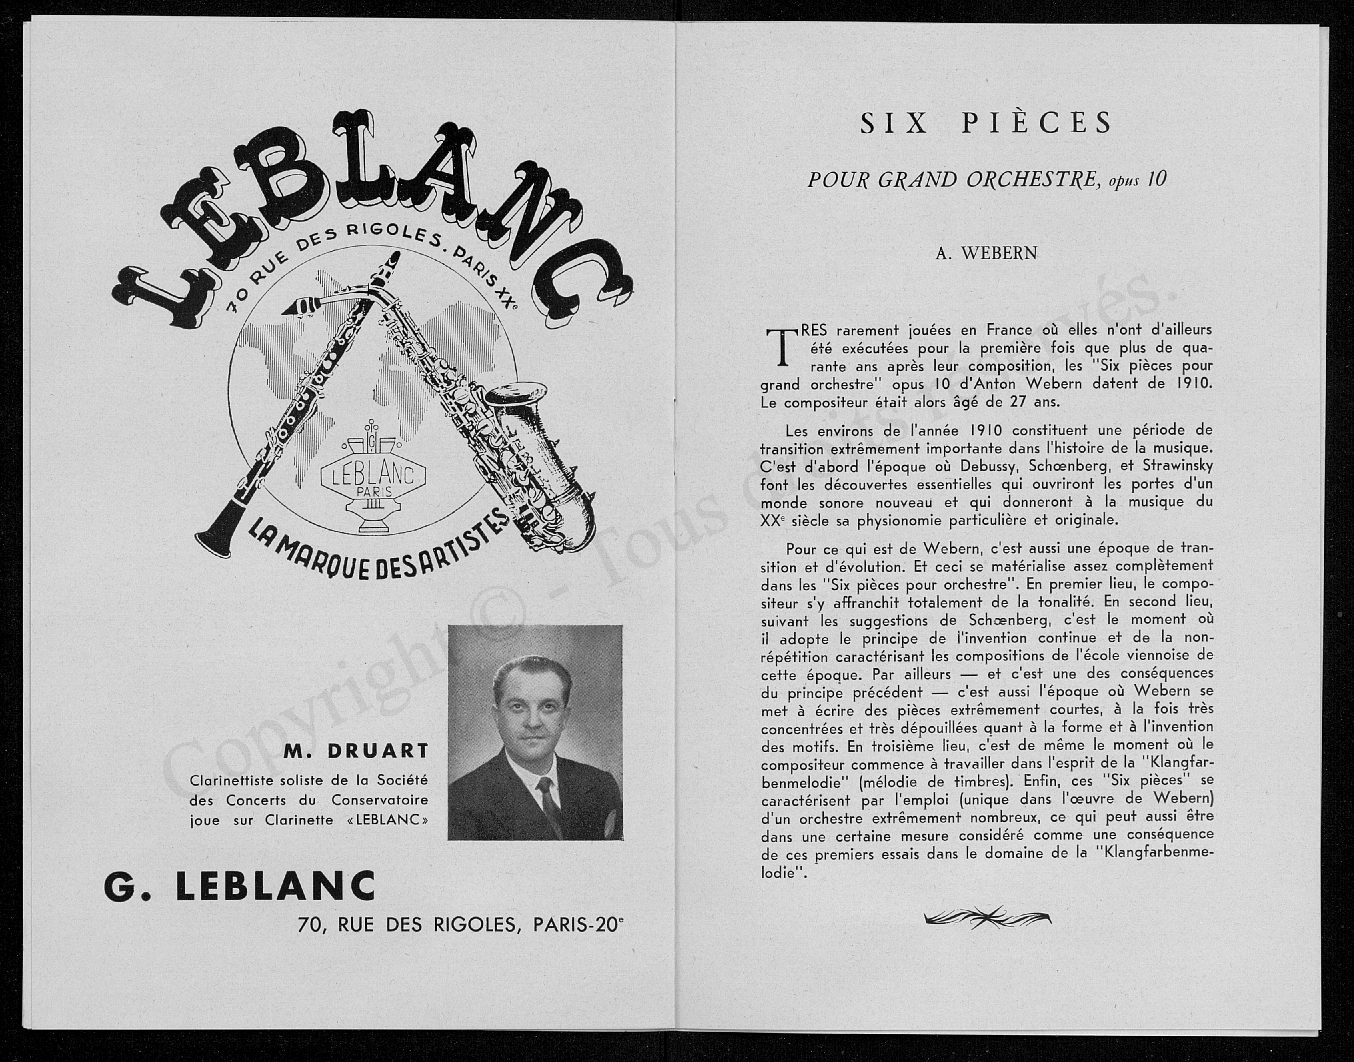 LEBLANC
70 RUE DES RIGOLES. PARIS XXe
LEBLANC
PARIS
LA MARQUE DES ARTISTES
M. DRUART
Clarinettiste soliste de la Société
des Concerts du Conservatoire
joue sur Clarinette «LEBLANC»
G. LEBLANC
70, RUE DES RIGOLES, PARIS-20e
SIX PIÈCES
POUR GRAND ORCHESTRE, opus 10
A. WEBERN
TRES rarement jouées en France où elles n'ont d'ailleurs
été exécutées pour la première fois que plus de qua-
rante ans après leur composition, les "Six pièces pour
grand orchestre" opus 10 d'Anton Webern datent de 1910.
Le compositeur était alors âgé de 27 ans.
Les environs de l'année 1910 constituent une période de
transition extrêmement importante dans l'histoire de la musique.
C'est d'abord l'époque où Debussy, Schœnberg, et Strawinsky
font les découvertes essentielles qui ouvriront les portes d'un
monde sonore nouveau et qui donneront à la musique du
XXe siècle sa physionomie particulière et originale.
Pour ce qui est de Webern, c'est aussi une époque de tran-
sition et d'évolution. Et ceci se matérialise assez complètement
dans les "Six pièces pour orchestre". En premier lieu, le compo-
siteur s'y affranchit totalement de la tonalité. En second lieu,
suivant les suggestions de Schœnberg, c'est le moment où
il adopte le principe de l'invention continue et de la non-
répétition caractérisant les compositions de l'école viennoise de
cette époque. Par ailleurs — et c'est une des conséquences
du principe précédent — c'est aussi l'époque où Webern se
met à écrire des pièces extrêmement courtes, à la fois très
concentrées et très dépouillées quant à la forme et à l'invention
des motifs. En troisième lieu, c'est de même le moment où le
compositeur commence à travailler dans l'esprit de la "Klangfar-
benmelodie" (mélodie de timbres). Enfin, ces "Six pièces" se
caractérisent par l'emploi (unique dans l'œuvre de Webern)
d'un orchestre extrêmement nombreux, ce qui peut aussi être
dans une certaine mesure considéré comme une conséquence
de ces premiers essais dans le domaine de la "Klangfarbenme-
lodie".
Copyright © - Tous droits réservés.